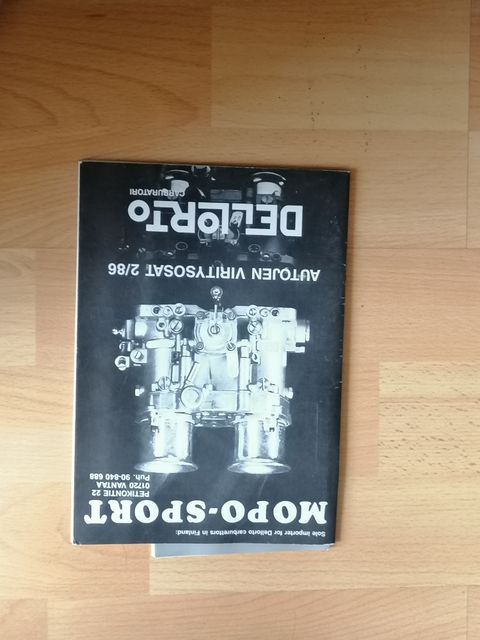 Sole importer for Dellorto carburettors in Finland:
MOPO-SPORT
PETIKONTIE 22
01720 VANTAA
Puh. 90-840 688
AUTOJEN VIRITYSOSAT 2/86
DELLORTO
CARBURATORI